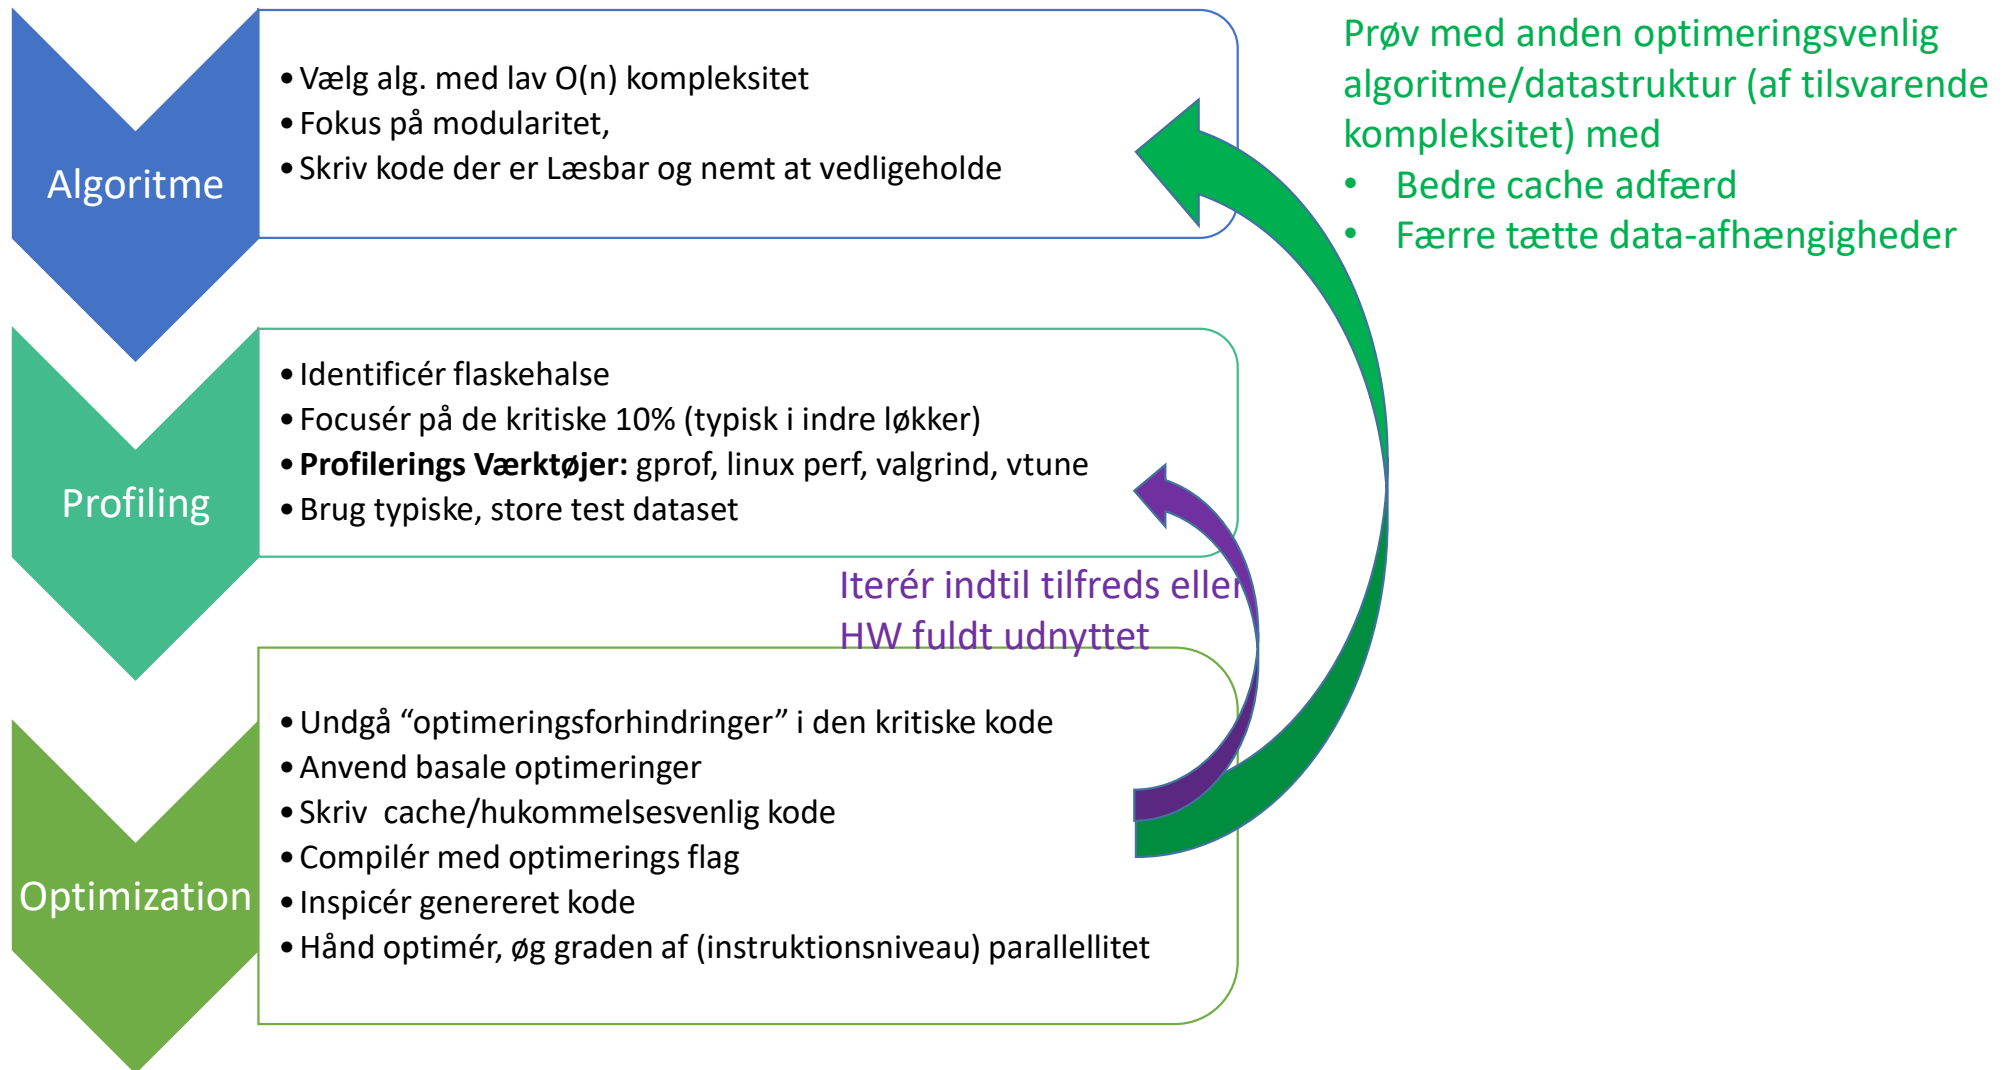 Algoritme
• Vælg alg. med lav O(n) kompleksitet
• Fokus på modularitet,
• Skriv kode der er Læsbar og nemt at vedligeholde
Prøv med anden optimeringsvenlig
algoritme/datastruktur (af tilsvarende
kompleksitet) med
• Bedre cache adfærd
• Færre tætte data-afhængigheder
Profiling
• Identificér flaskehalse
• Focusér på de kritiske 10% (typisk i indre løkker)
• Profilerings Værktøjer: gprof, linux perf, valgrind, vtune
• Brug typiske, store test dataset
Iterér indtil tilfreds eller
HW fuldt udnyttet
Optimization
• Undgå “optimeringsforhindringer” i den kritiske kode
• Anvend basale optimeringer
• Skriv  cache/hukommelsesvenlig kode
• Compilér med optimerings flag
• Inspicér genereret kode
• Hånd optimér, øg graden af (instruktionsniveau) parallellitet